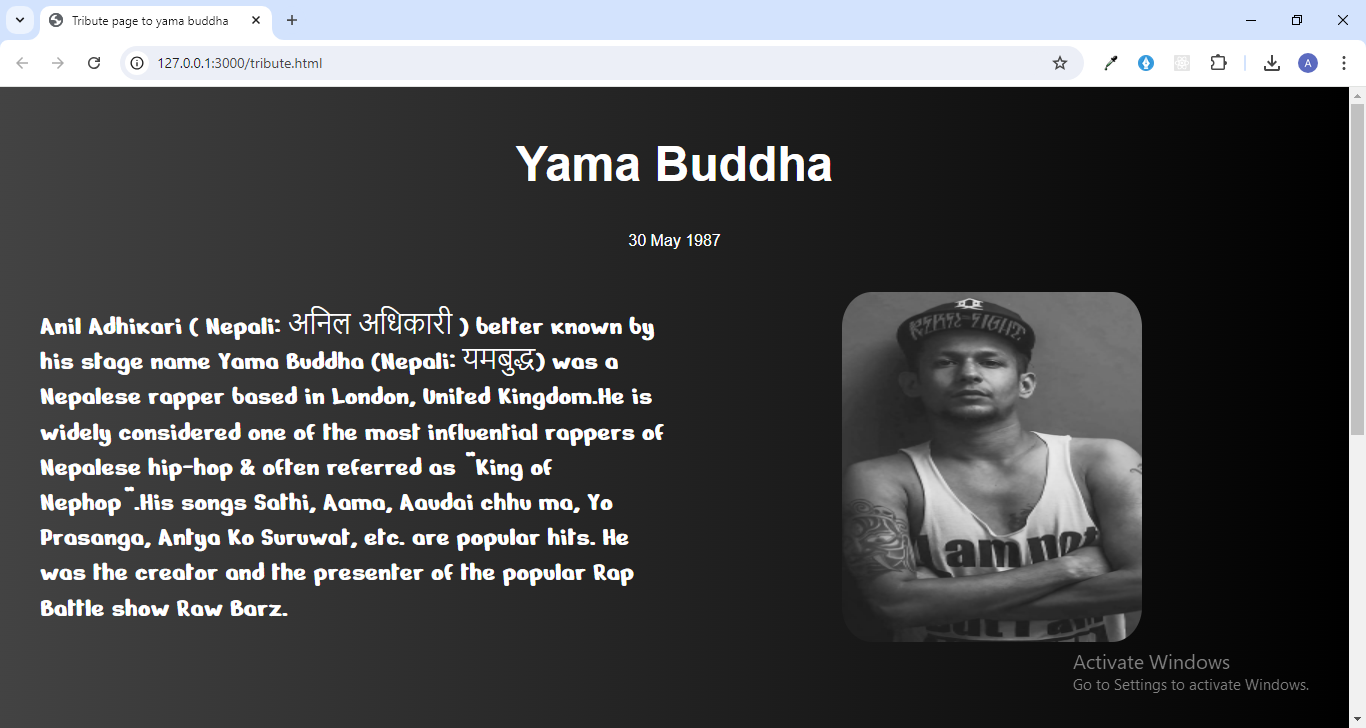 Tribute page to yama buddha
127.0.0.1:3000/tribute.html
A
Yama Buddha
30 May 1987
Anil Adhikari ( Nepali: अनिल अधिकारी ) better known by
his stage name Yama Buddha (Nepali: यमबुद्ध) was a
Nepalese rapper based in London, United Kingdom.He is
widely considered one of the most influential rappers of
Nepalese hip-hop & often referred as "King of
Nephop".His songs Sathi, Aama, Aaudai chhu ma, Yo
Prasanga, Antya Ko Suruwat, etc. are popular hits. He
was the creator and the presenter of the popular Rap
Battle show Raw Barz.
I am not
Activate Windows
Go to Settings to activate Windows.